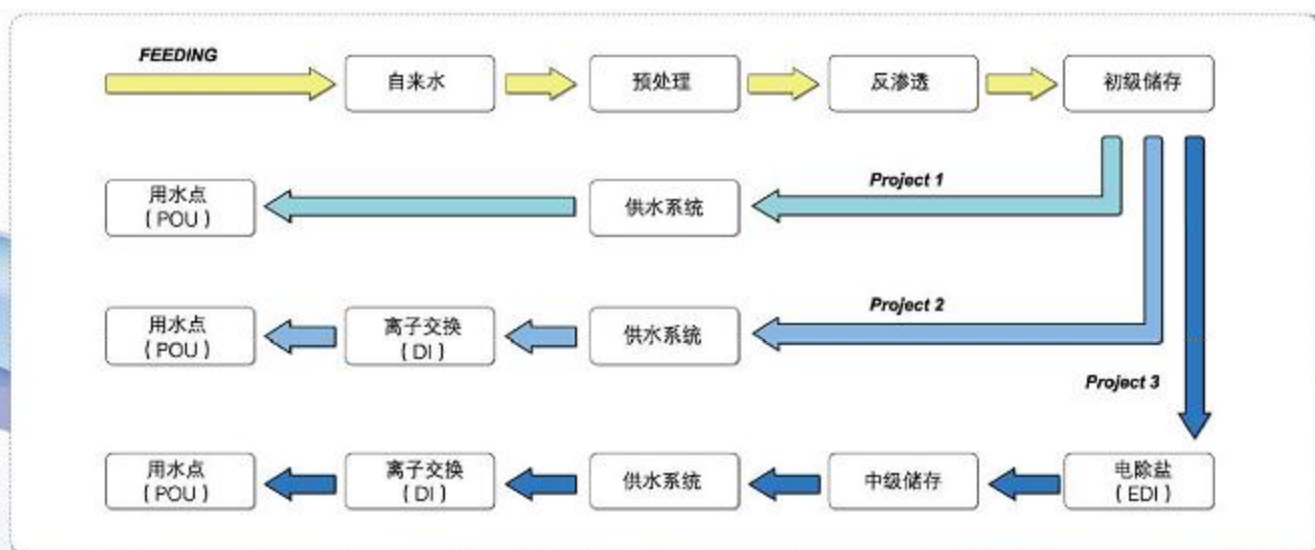 FEEDING
自来水
预处理
反渗透
初级储存
Project 1
用水点
( POU )
供水系统
Project 2
用水点
( POU )
离子交换
( DI )
供水系统
Project 3
用水点
( POU )
离子交换
( DI )
供水系统
中级储存
电除盐
( EDI )